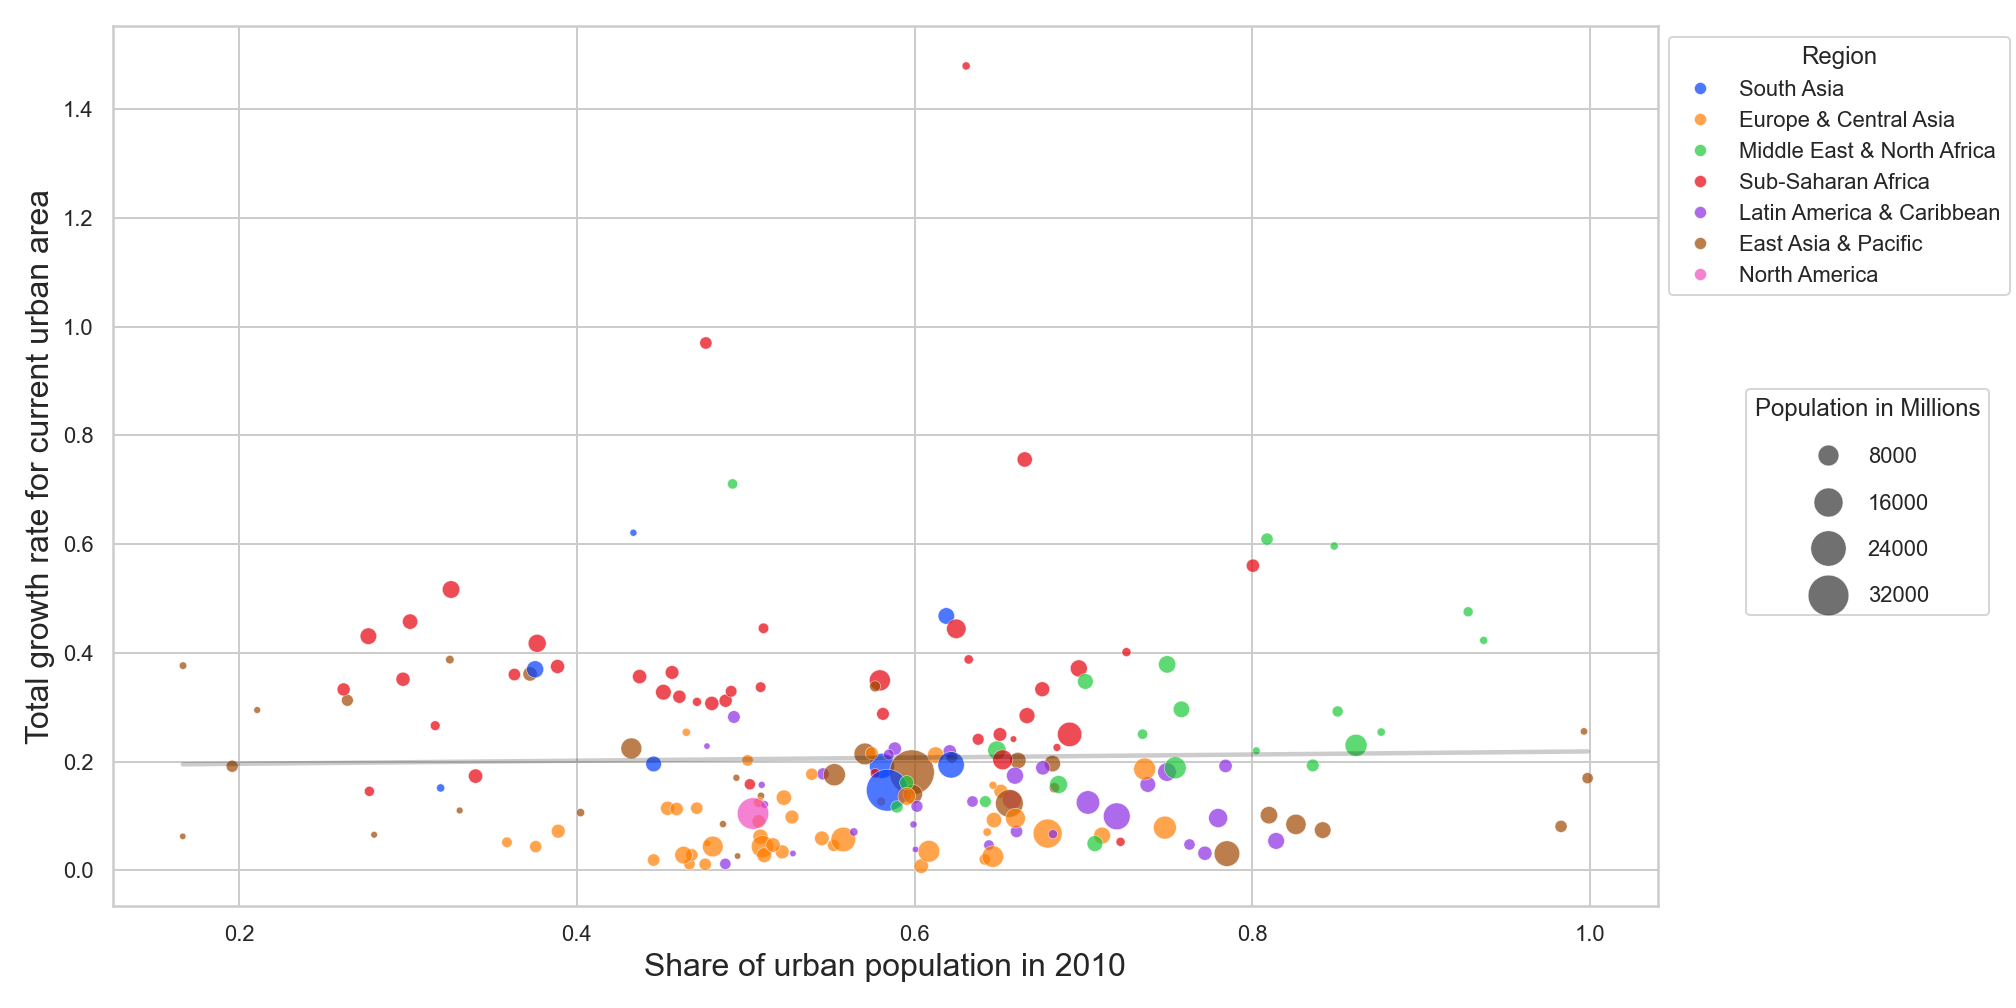 Total growth rate for current urban area
1.4
1.2
1.0
0.8
0.6
0.4
0.2
0.0
0.2
0.4
0.6
0.8
1.0
Share of urban population in 2010
Region
South Asia
Europe & Central Asia
Middle East & North Africa
Sub-Saharan Africa
Latin America & Caribbean
East Asia & Pacific
North America
Population in Millions
8000
16000
24000
32000